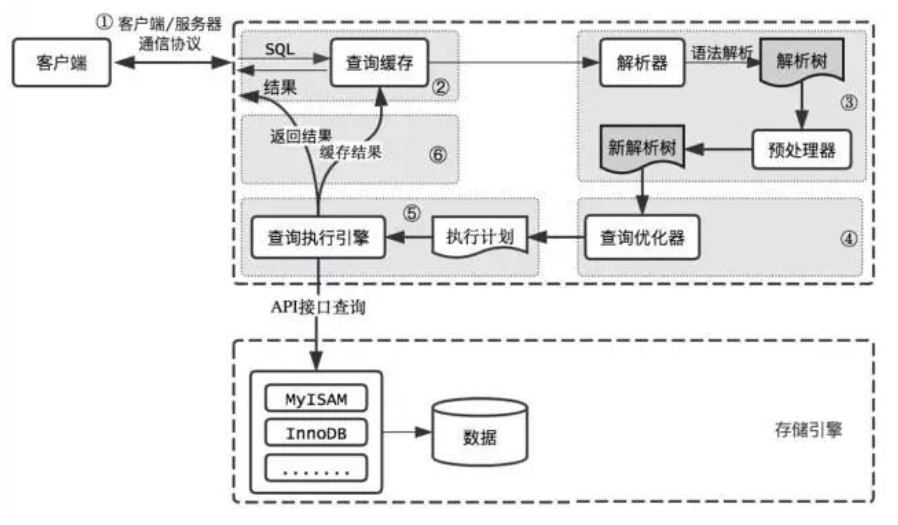 ① 客户端/服务器
通信协议
客户端
SQL
结果
查询缓存
②
解析器
语法解析
解析树
③
预处理器
新解析树
返回结果
缓存结果
⑥
查询执行引擎
⑤
执行计划
查询优化器
④
API接口查询
MyISAM
InnoDB
.......
数据
存储引擎